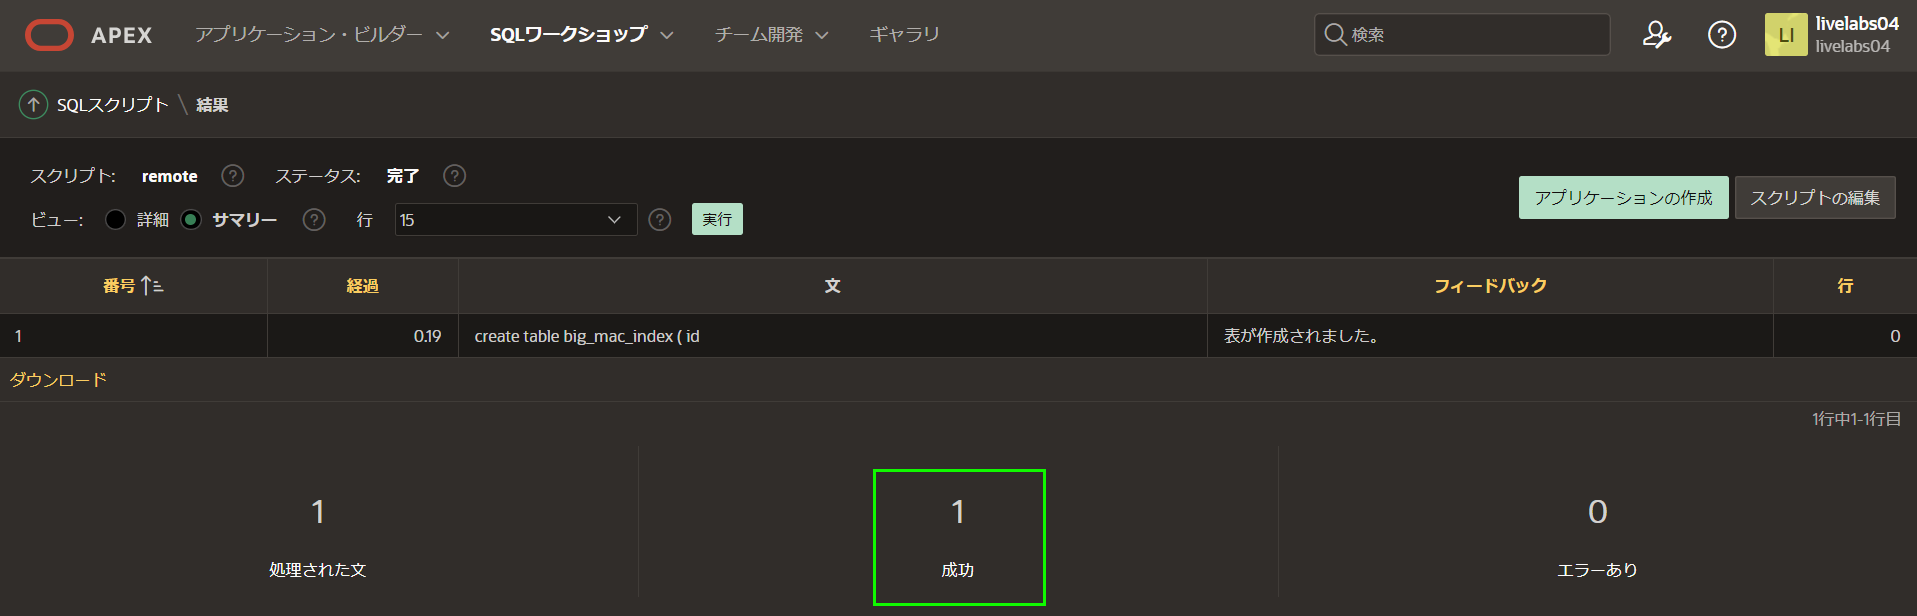 APEX アプリケーション・ビルダー SQLワークショップ チーム開発 ギャラリ 検索 LI livelabs04
livelabs04
SQLスクリプト \ 結果
スクリプト: remote ? ステータス: 完了 ?
ビュー: 詳細 サマリー ? 行 15 ? 実行 アプリケーションの作成 スクリプトの編集
番号 経過 文 フィードバック 行
1 0.19 create table big_mac_index ( id 表が作成されました。 0
ダウンロード
1行中1-1行目
1 1 0
処理された文 成功 エラーあり